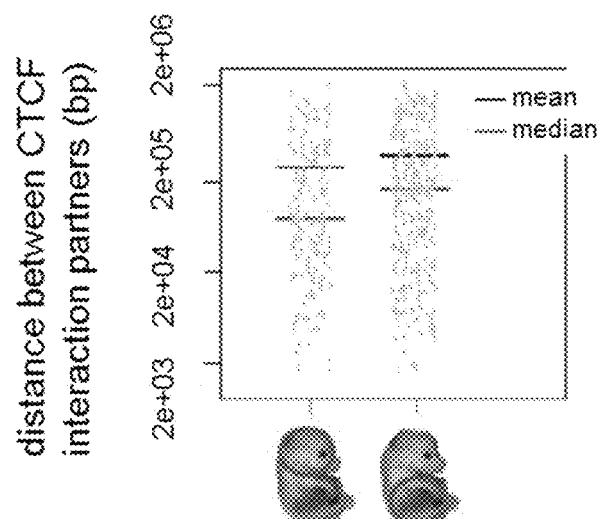 distance between CTCF
interaction partners (bp)
2e+06
2e+05
2e+04
2e+03
mean
median